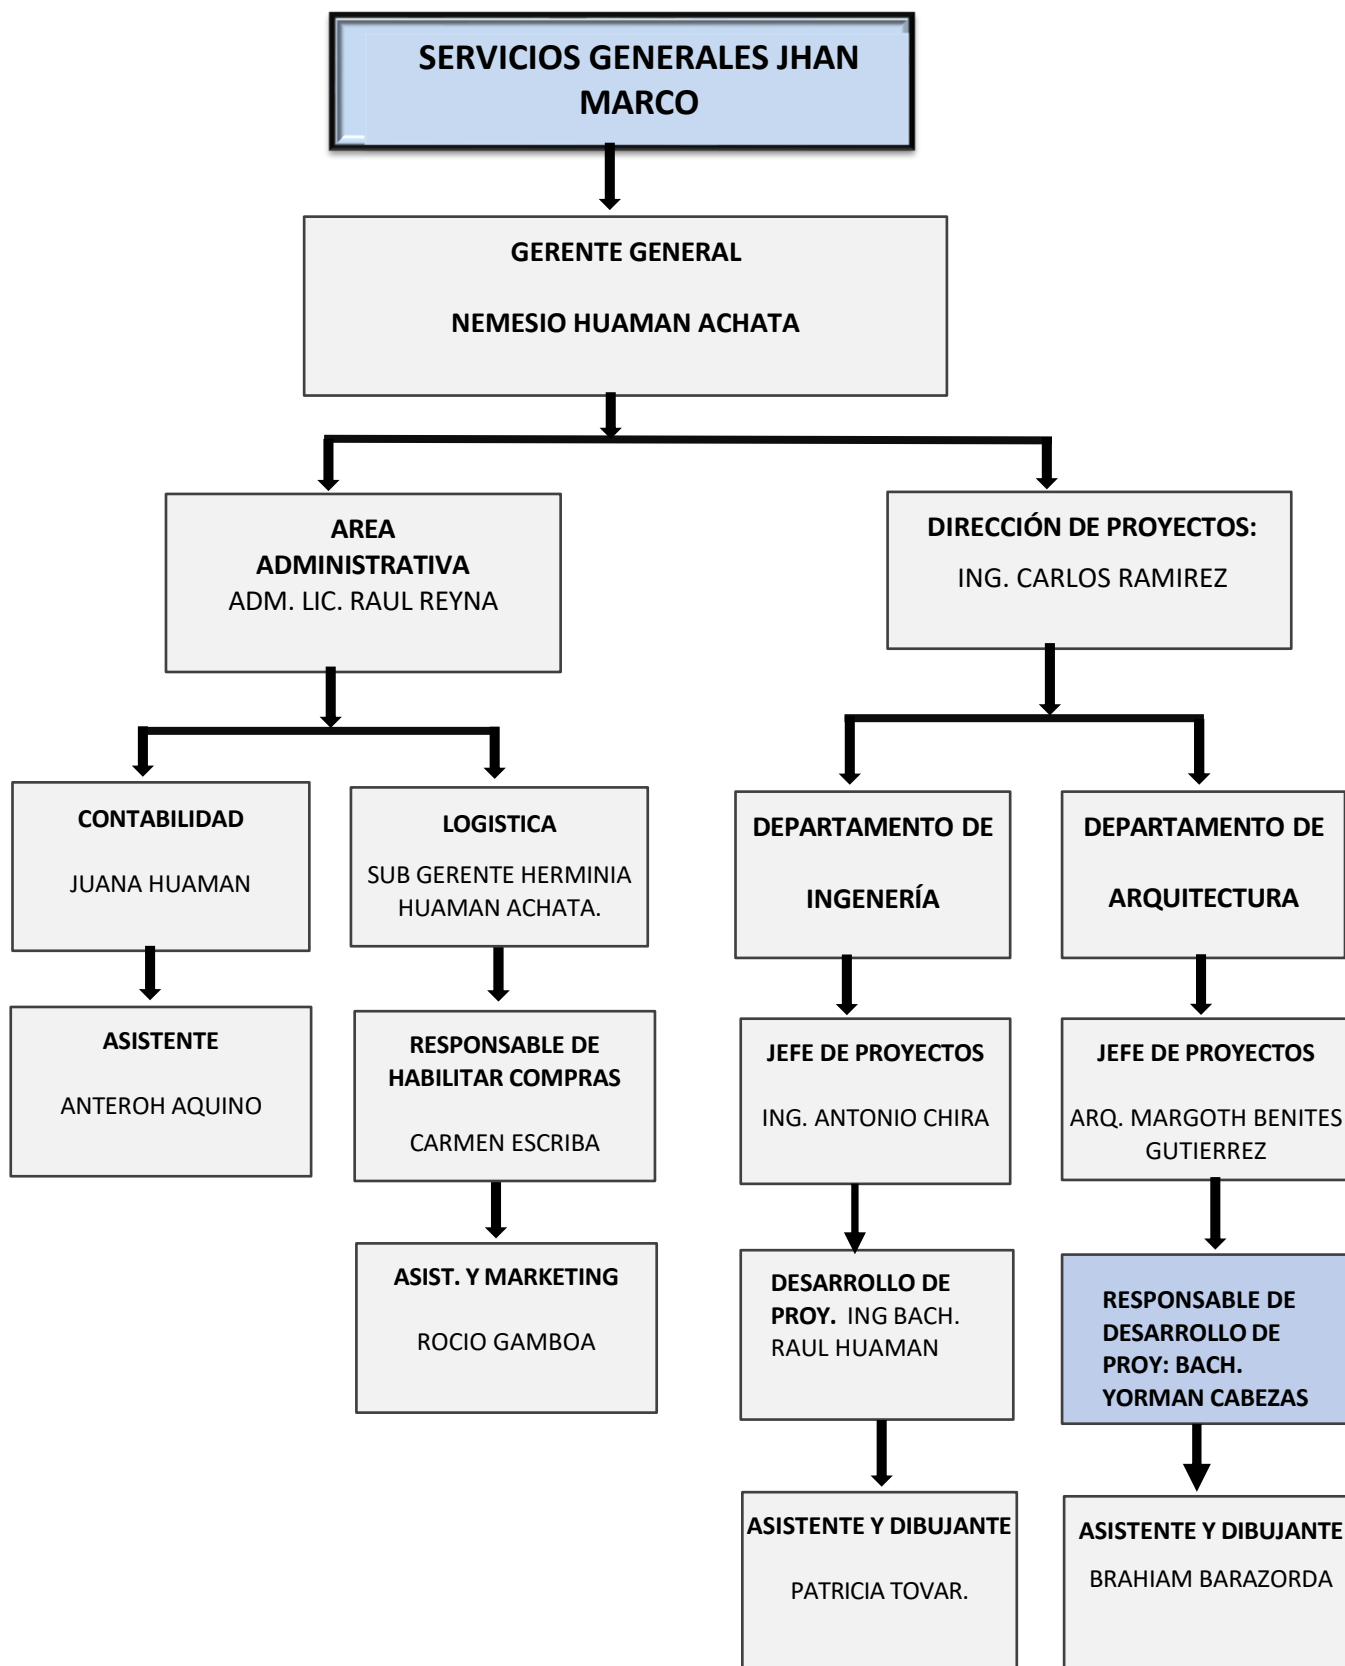 SERVICIOS GENERALES JHAN
MARCO
GERENTE GENERAL
NEMESIO HUAMAN ACHATA
AREA
ADMINISTRATIVA
ADM. LIC. RAUL REYNA
DIRECCIÓN DE PROYECTOS:
ING. CARLOS RAMIREZ
CONTABILIDAD
JUANA HUAMAN
LOGISTICA
SUB GERENTE HERMINIA
HUAMAN ACHATA.
DEPARTAMENTO DE
INGENERÍA
DEPARTAMENTO DE
ARQUITECTURA
ASISTENTE
ANTEROH AQUINO
RESPONSABLE DE
HABILITAR COMPRAS
CARMEN ESCRIBA
JEFE DE PROYECTOS
ING. ANTONIO CHIRA
JEFE DE PROYECTOS
ARQ. MARGOTH BENITES
GUTIERREZ
ASIST. Y MARKETING
ROCIO GAMBOA
DESARROLLO DE
PROY. ING BACH.
RAUL HUAMAN
RESPONSABLE DE
DESARROLLO DE
PROY: BACH.
YORMAN CABEZAS
ASISTENTE Y DIBUJANTE
PATRICIA TOVAR.
ASISTENTE Y DIBUJANTE
BRAHIAM BARAZORDA